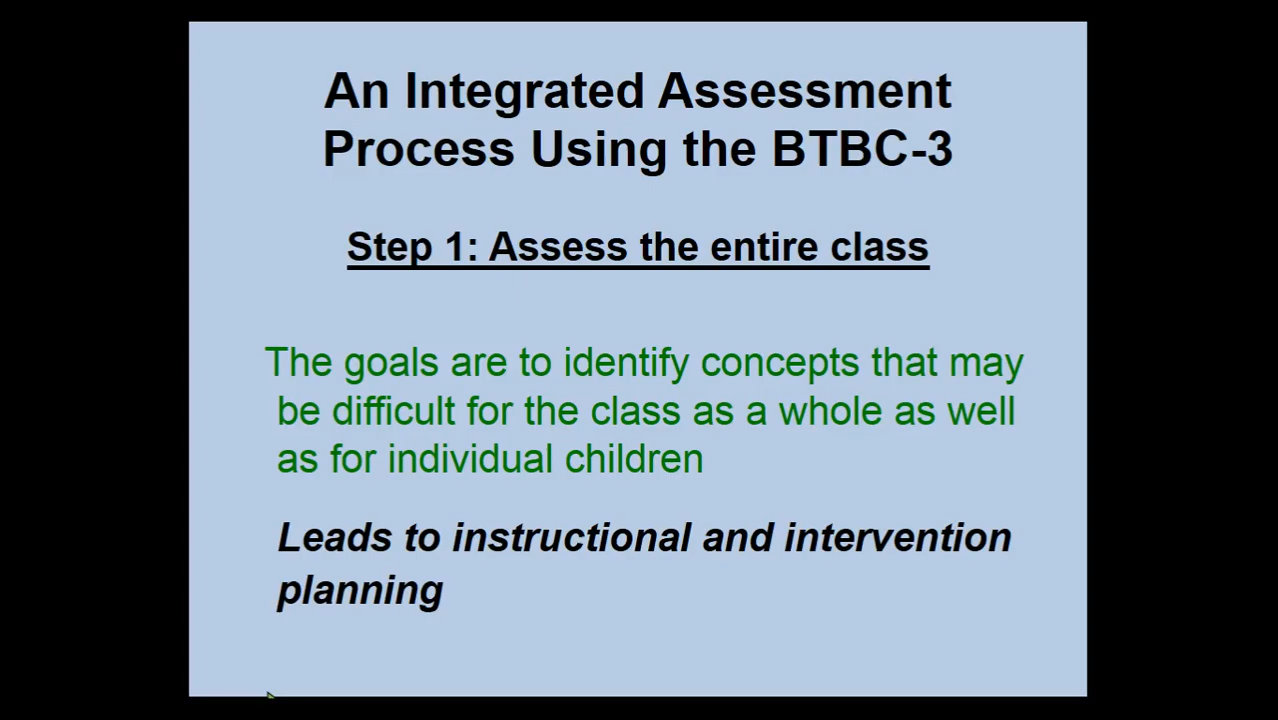 An Integrated Assessment
Process Using the BTBC-3
Step 1: Assess the entire class
The goals are to identify concepts that may
be difficult for the class as a whole as well
as for individual children
Leads to instructional and intervention
planning